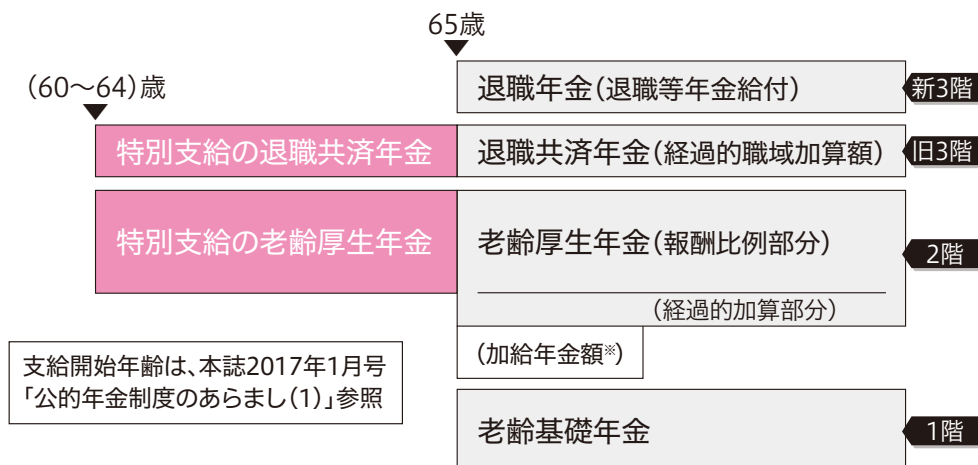 65歳
(60〜64)歳
退職年金(退職等年金給付)
新3階
特別支給の退職共済年金
退職共済年金(経過的職域加算額)
旧3階
特別支給の老齢厚生年金
老齢厚生年金(報酬比例部分)
2階
(経過的加算部分)
(加給年金額※)
支給開始年齢は、本誌2017年1月号
「公的年金制度のあらまし(1)」参照
老齢基礎年金
1階